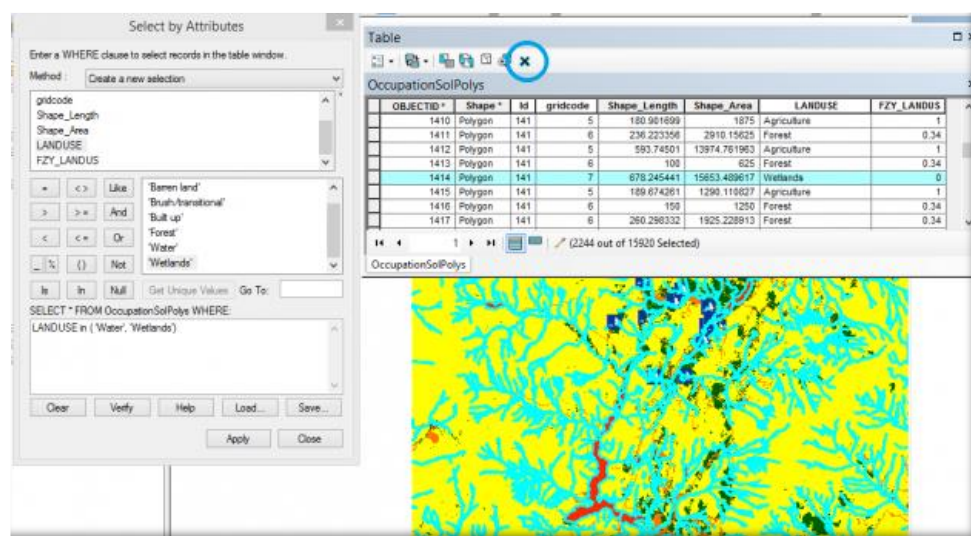 Select by Attributes
Enter a WHERE clause to select records in the table window.
Method : Create a new selection
gridcode
Shape_Length
Shape_Area
LANDUSE
FZY_LANDUS
= < > Like
> > = And
< < = Or
_ % () Not
Is In Null
'Barren land'
'Brush/transitional'
'Built up'
'Forest'
'Water'
'Wetlands'
Get Unique Values Go To:
SELECT * FROM OccupationSolPolys WHERE:
LANDUSE in ( 'Water', 'Wetlands')
Clear Verify Help Load... Save...
Apply Close
Table
OccupationSolPolys
OBJECTID * Shape * Id gridcode Shape_Length Shape_Area LANDUSE FZY_LANDUS
1410 Polygon 141 5 180.901699 1875 Agriculture 1
1411 Polygon 141 6 236.223356 2910.15625 Forest 0.34
1412 Polygon 141 5 593.74501 13974.761963 Agriculture 1
1413 Polygon 141 6 100 625 Forest 0.34
1414 Polygon 141 7 678.245441 15653.489617 Wetlands 0
1415 Polygon 141 5 189.674261 1290.110827 Agriculture 1
1416 Polygon 141 6 150 1250 Forest 0.34
1417 Polygon 141 6 260.298332 1925.228913 Forest 0.34
1 (2244 out of 15920 Selected)
OccupationSolPolys